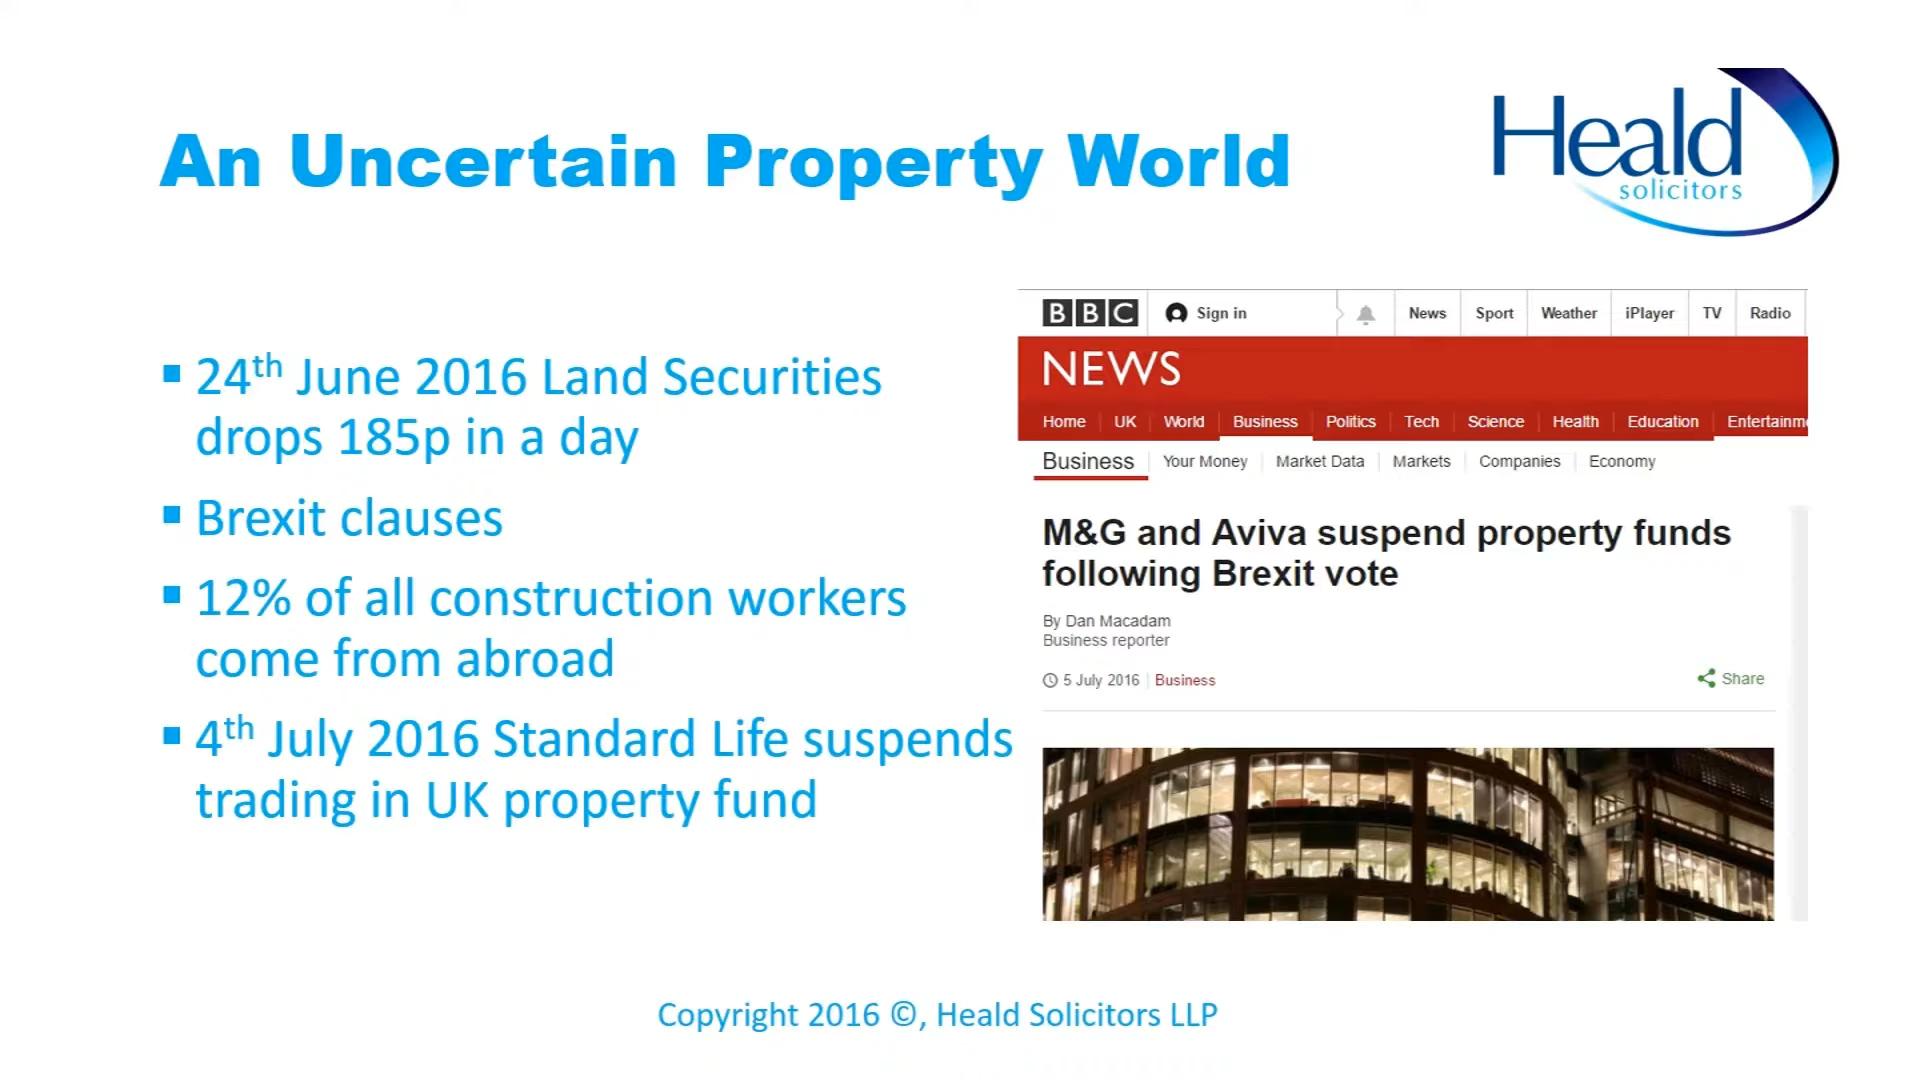 An Uncertain Property World
Heald
solicitors
24th June 2016 Land Securities
drops 185p in a day
Brexit clauses
12% of all construction workers
come from abroad
4th July 2016 Standard Life suspends
trading in UK property fund
BBC Sign in News Sport Weather iPlayer TV Radio
NEWS
Home UK World Business Politics Tech Science Health Education Entertainm
Business Your Money Market Data Markets Companies Economy
M&G and Aviva suspend property funds
following Brexit vote
By Dan Macadam
Business reporter
5 July 2016 Business Share
Copyright 2016 ©, Heald Solicitors LLP